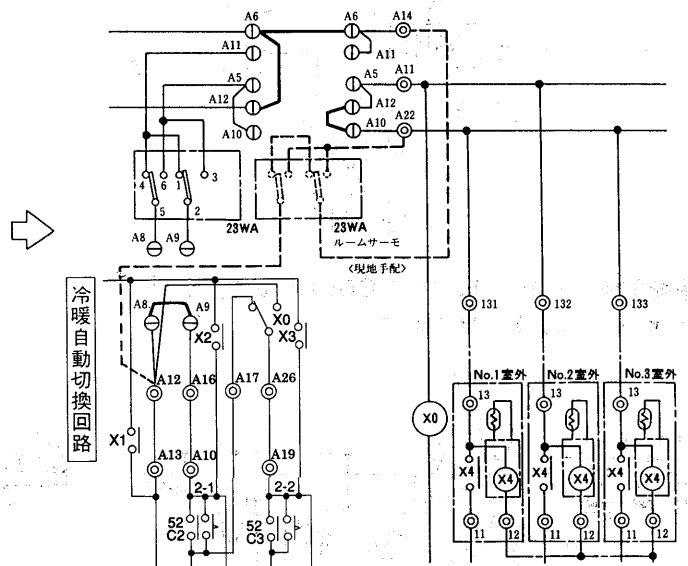 A6 A6 A14
A11 A11
A5 A5 A11
A12 A12
A10 A10 A22
4 6 1 3
5 2
23WA 23WA
A8 A9 ルームサーモ
〈現地手配〉
冷暖自動切換回路
A8 A9 X0
X2 X3
131 132 133
A12 A16 A17 A26
No.1室外 No.2室外 No.3室外
13 13 13
X0
X1
A13 A10 A19
X4 X4 X4 X4 X4 X4
2-1 2-2
52 52
C2 C3
11 12 11 12 11 12